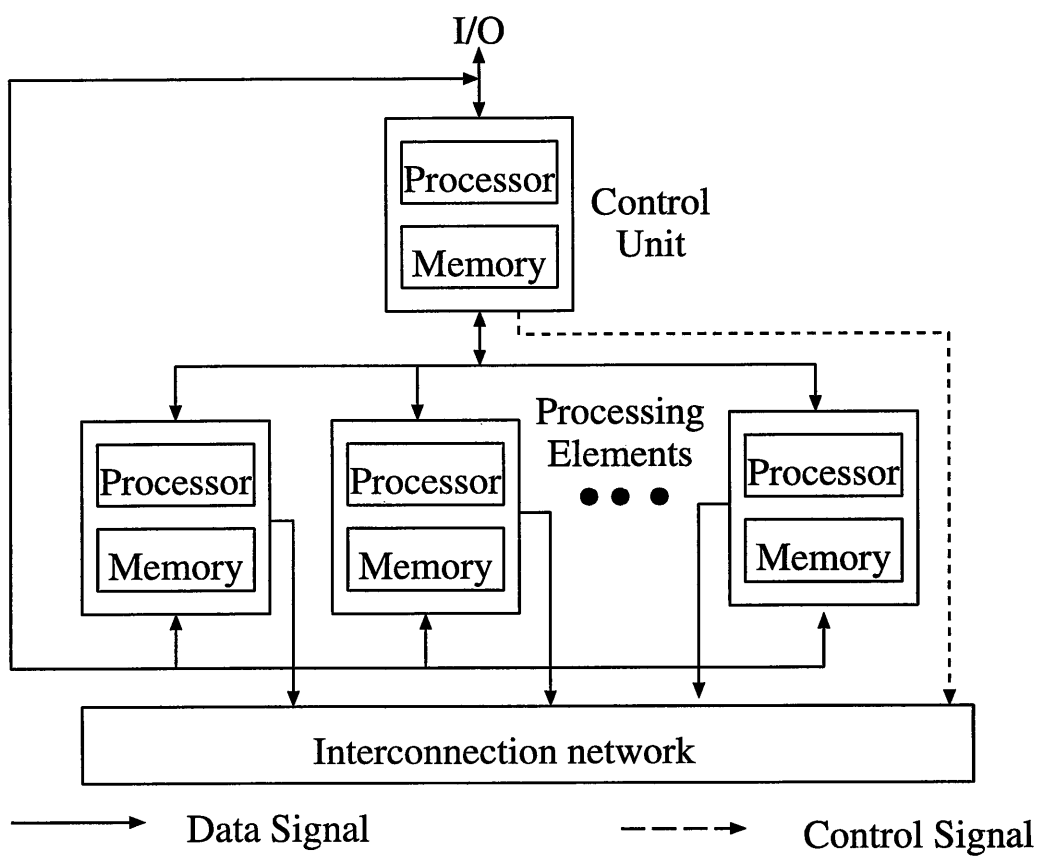 I/O
Processor
Memory
Control
Unit
Processing
Elements
Processor
Memory
Processor
Memory
Processor
Memory
Interconnection network
Data Signal
Control Signal